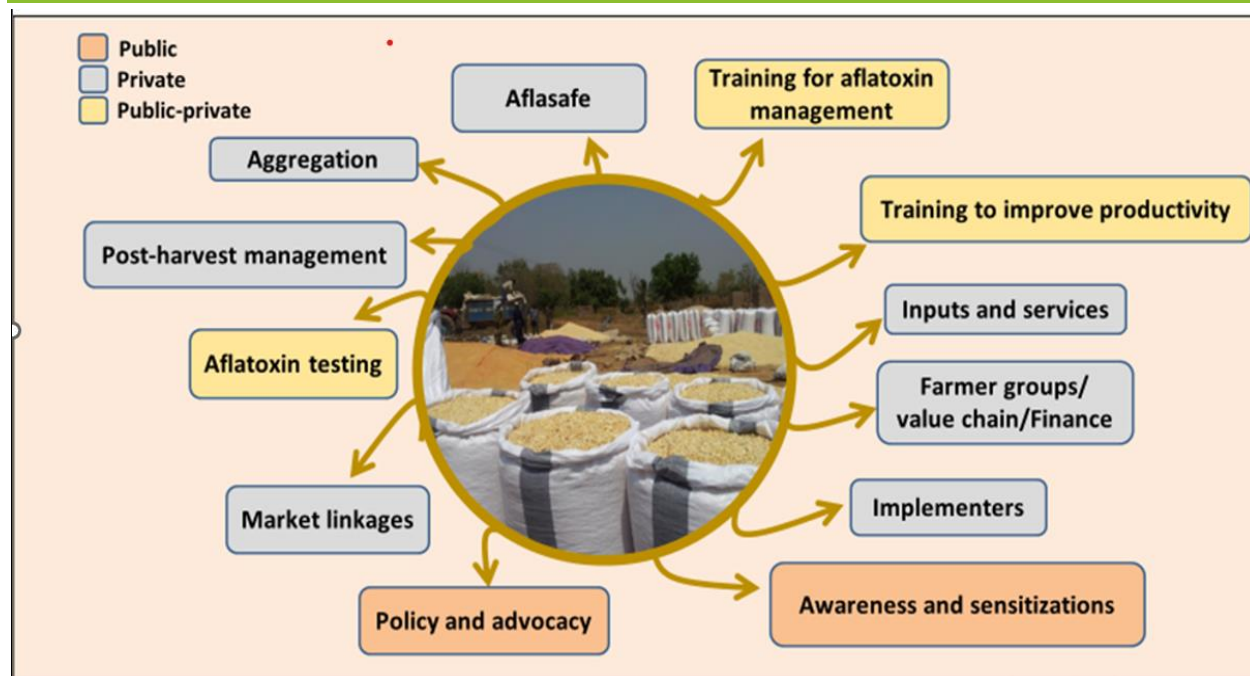 Public
Private
Public-private
Aflasafe
Training for aflatoxin
management
Aggregation
Training to improve productivity
Post-harvest management
Inputs and services
Aflatoxin testing
Farmer groups/
value chain/Finance
Market linkages
Implementers
Policy and advocacy
Awareness and sensitizations